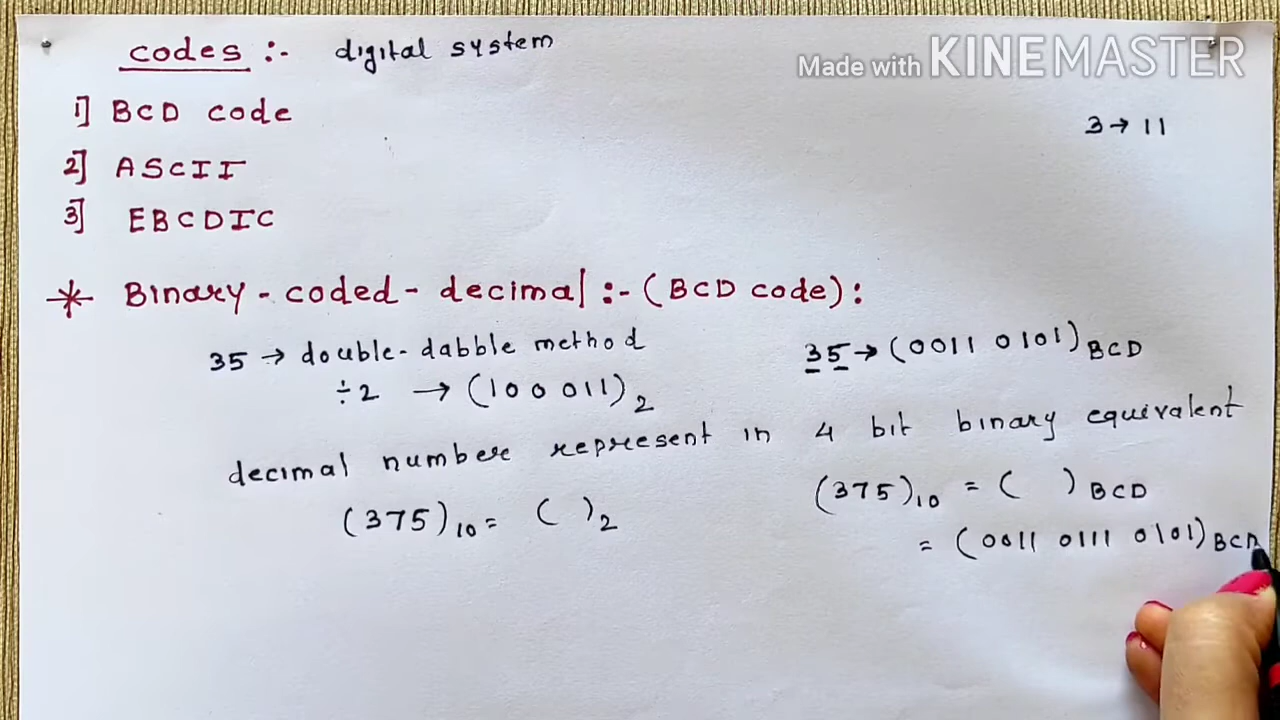 codes :- digital system
Made with KINEMASTER
1] BCD code
3 → 11
2] ASCII
3] EBCDIC
* Binary - coded - decimal :- (BCD code) :
35 → double-dabble method
÷2 → (100 011)2
35 → (0011 0101)BCD
decimal number represent in 4 bit binary equivalent
(375)10 = ( )2
(375)10 = ( )BCD
= (0011 0111 0101)BCD